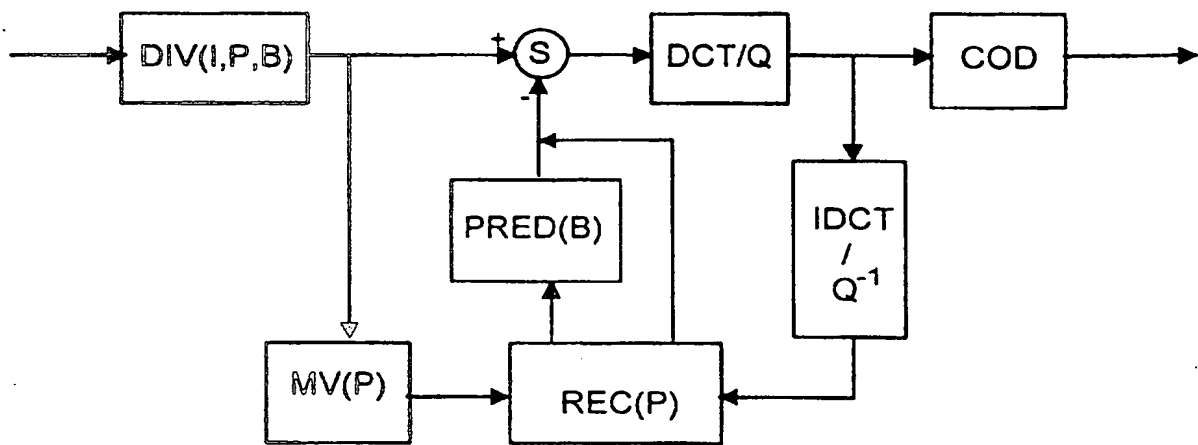 DIV(I,P,B)
+
S
-
DCT/Q
COD
PRED(B)
IDCT
/
Q⁻¹
MV(P)
REC(P)